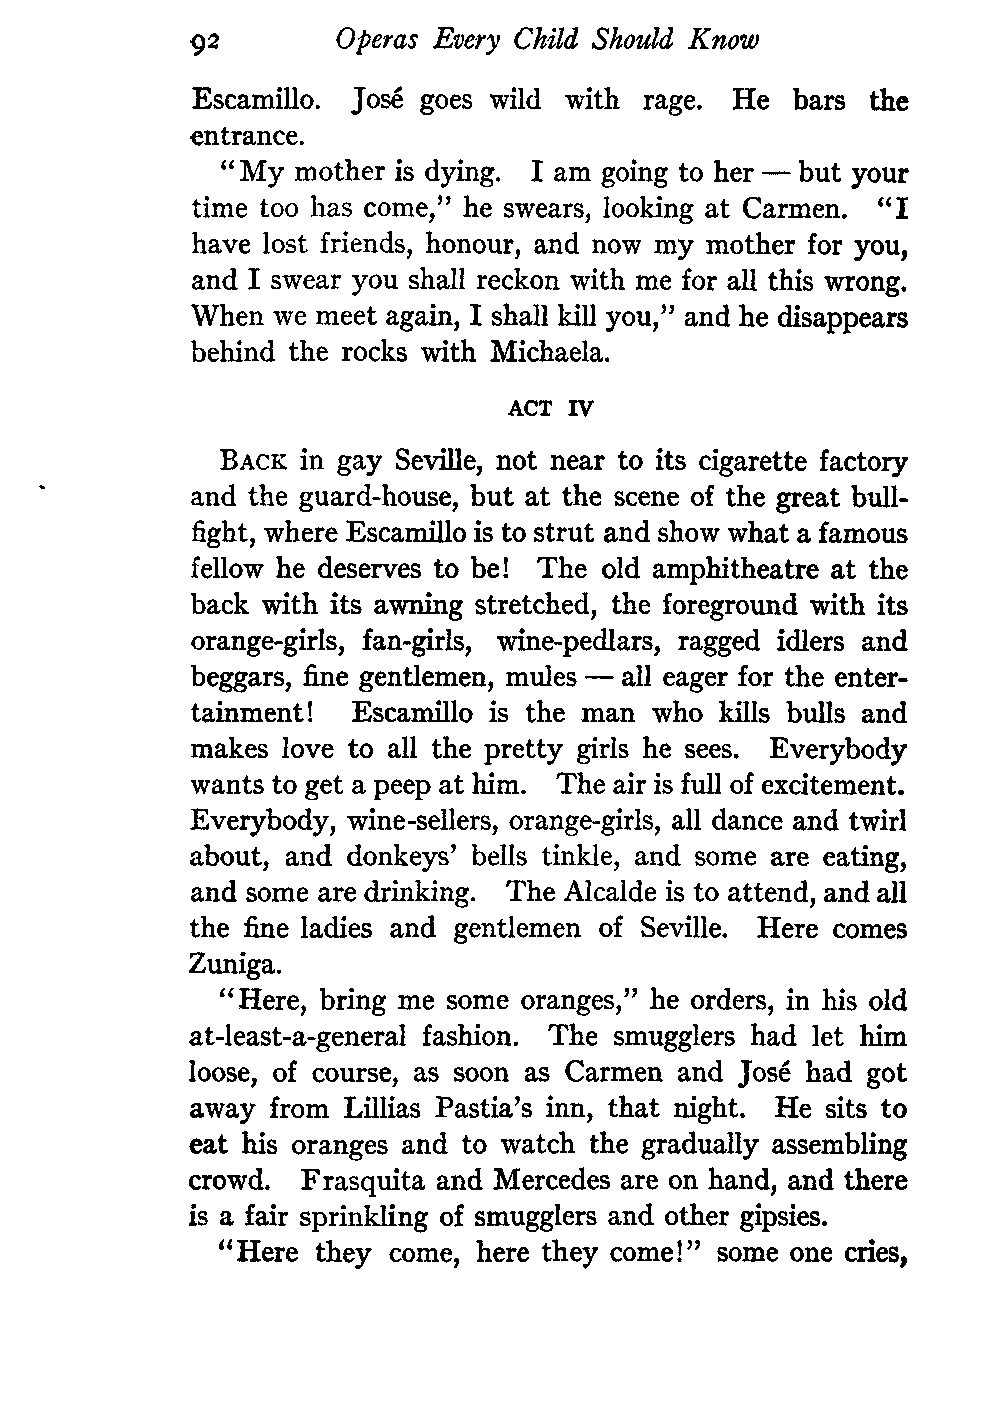 92 Operas Every Child Should Know
Escamillo. José goes wild with rage. He bars the
entrance.
"My mother is dying. I am going to her — but your
time too has come," he swears, looking at Carmen. "I
have lost friends, honour, and now my mother for you,
and I swear you shall reckon with me for all this wrong.
When we meet again, I shall kill you," and he disappears
behind the rocks with Michaela.
ACT IV
BACK in gay Seville, not near to its cigarette factory
and the guard-house, but at the scene of the great bull-
fight, where Escamillo is to strut and show what a famous
fellow he deserves to be! The old amphitheatre at the
back with its awning stretched, the foreground with its
orange-girls, fan-girls, wine-pedlars, ragged idlers and
beggars, fine gentlemen, mules — all eager for the enter-
tainment! Escamillo is the man who kills bulls and
makes love to all the pretty girls he sees. Everybody
wants to get a peep at him. The air is full of excitement.
Everybody, wine-sellers, orange-girls, all dance and twirl
about, and donkeys' bells tinkle, and some are eating,
and some are drinking. The Alcalde is to attend, and all
the fine ladies and gentlemen of Seville. Here comes
Zuniga.
"Here, bring me some oranges," he orders, in his old
at-least-a-general fashion. The smugglers had let him
loose, of course, as soon as Carmen and José had got
away from Lillias Pastia's inn, that night. He sits to
eat his oranges and to watch the gradually assembling
crowd. Frasquita and Mercedes are on hand, and there
is a fair sprinkling of smugglers and other gipsies.
"Here they come, here they come!" some one cries,